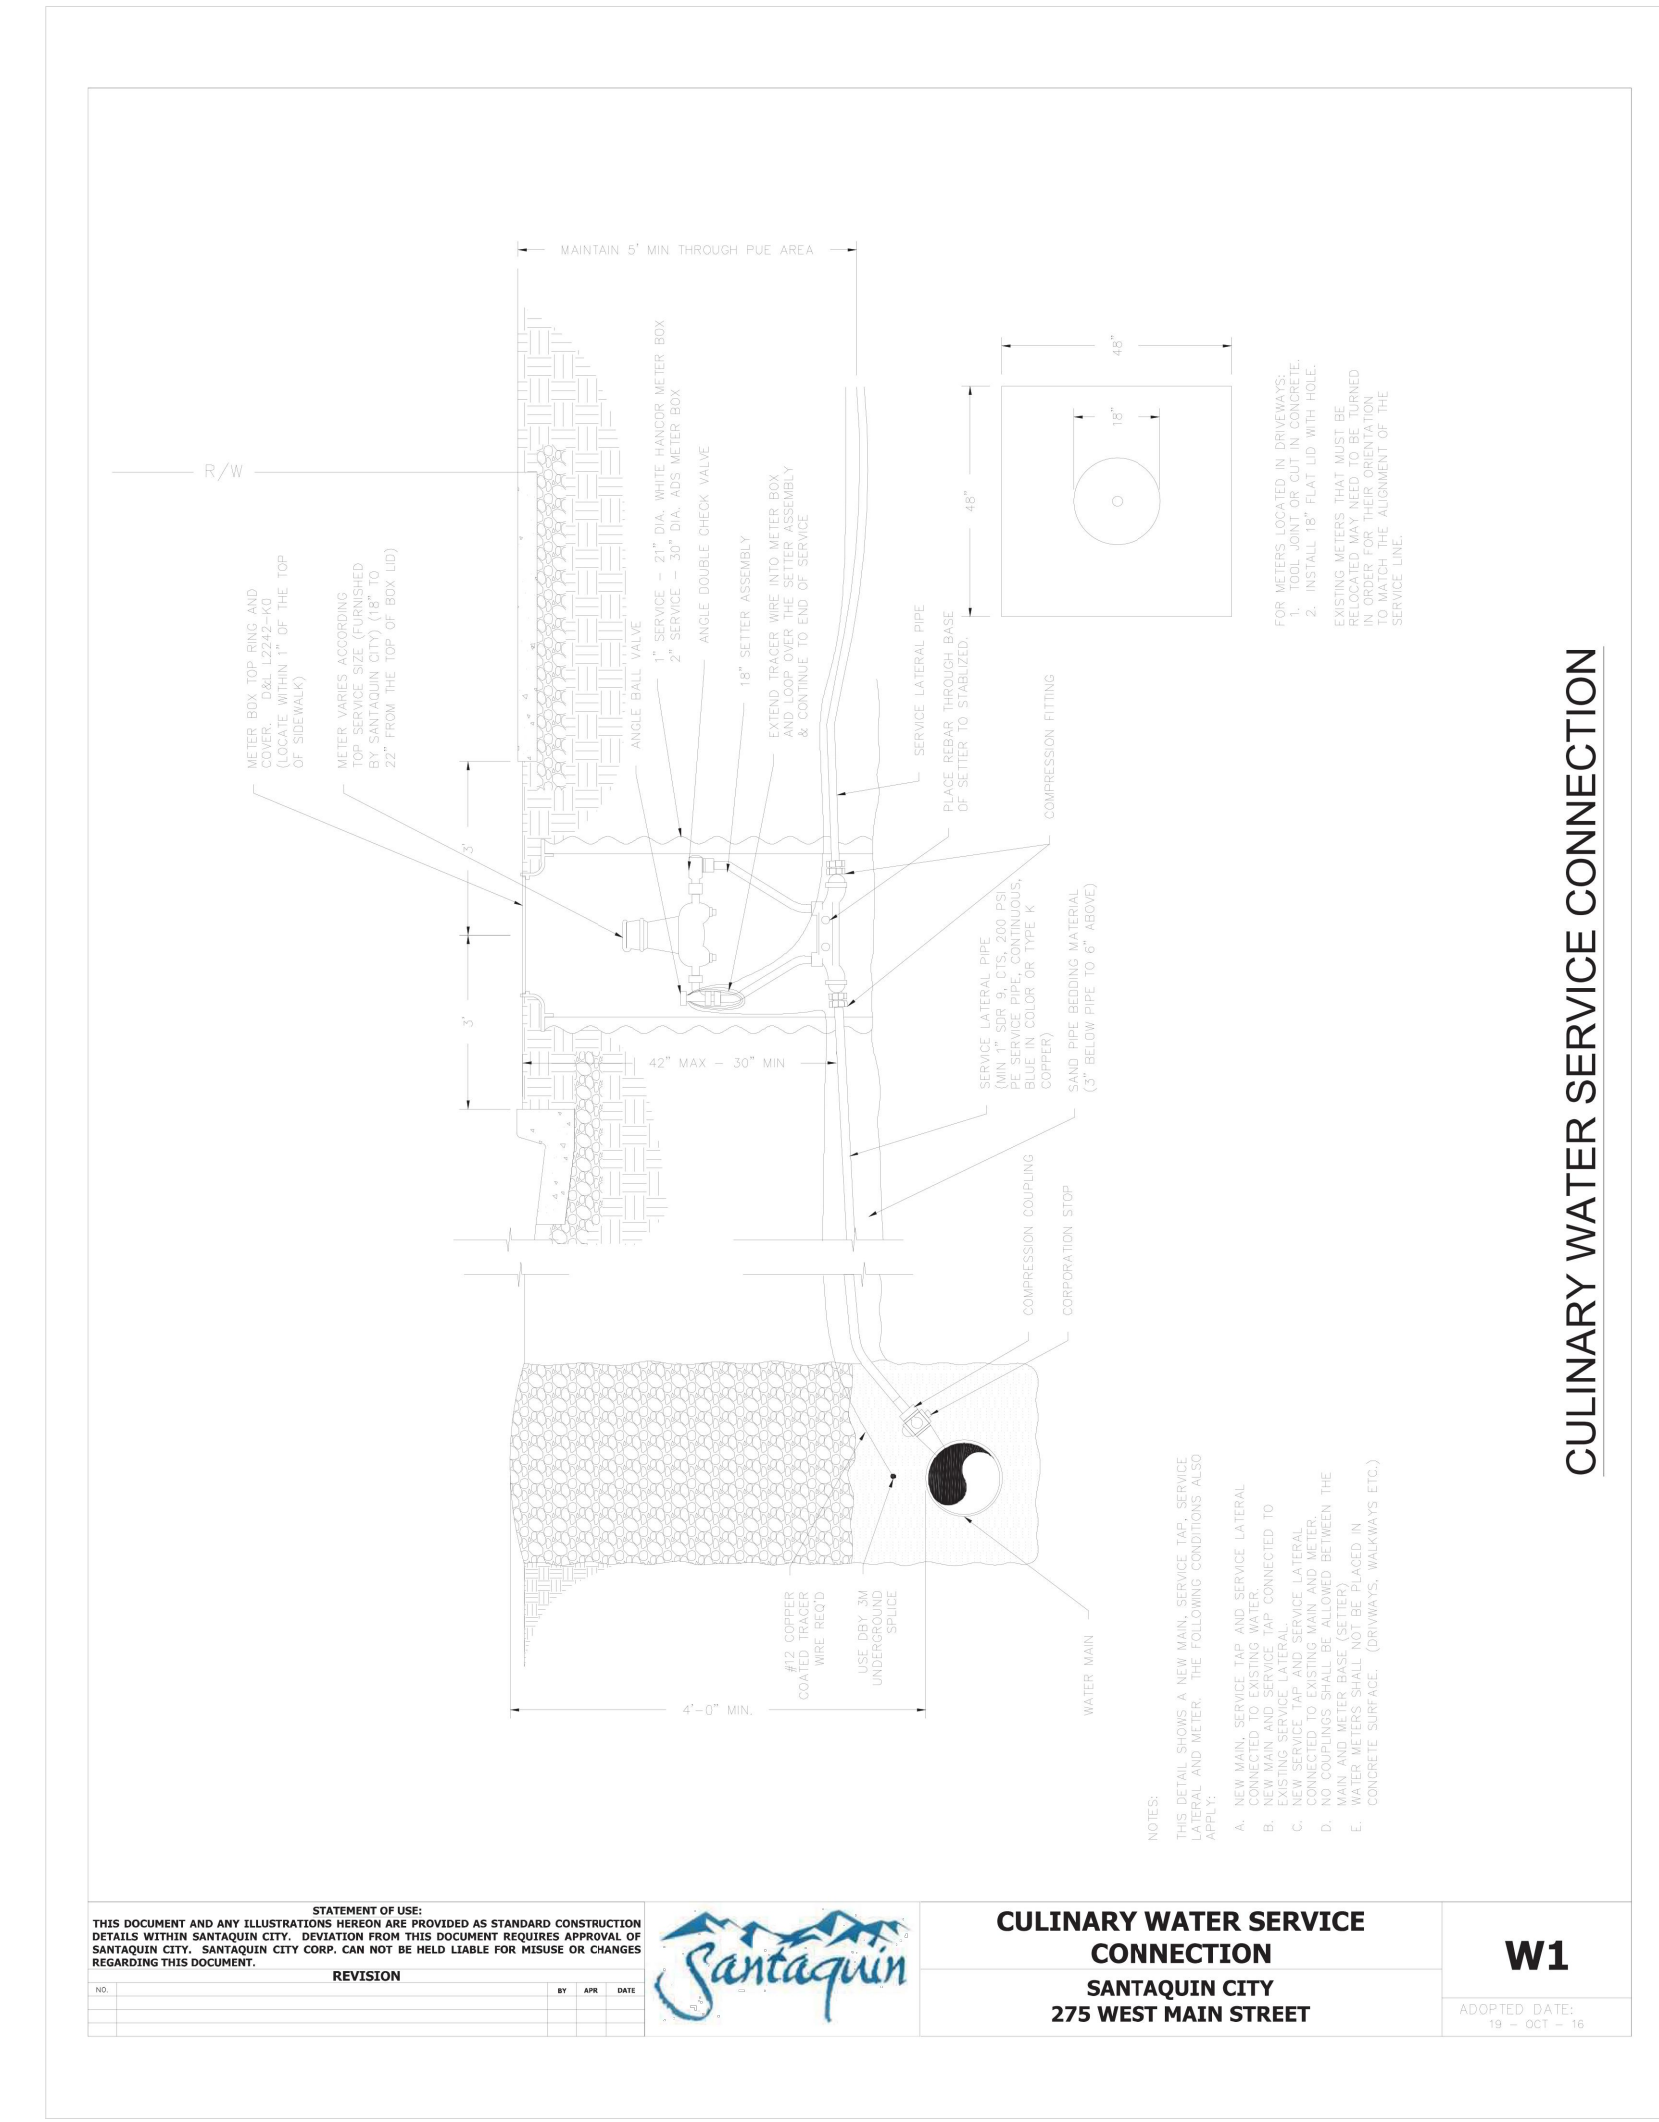 R/W
METER BOX TOP RING AND
COVER. D&L L2242-K0
(LOCATE WITHIN 1" OF THE TOP
OF SIDEWALK)
METER VARIES ACCORDING
TOP SERVICE SIZE (FURNISHED
BY SANTAQUIN CITY) (18" TO
22" FROM THE TOP OF BOX LID)
MAINTAIN 5' MIN THROUGH PUE AREA
3'
3'
ANGLE BALL VALVE
1" SERVICE – 21" DIA. WHITE HANCOR METER BOX
2" SERVICE – 30" DIA. ADS METER BOX
ANGLE DOUBLE CHECK VALVE
18" SETTER ASSEMBLY
EXTEND TRACER WIRE INTO METER BOX
AND LOOP OVER THE SETTER ASSEMBLY
& CONTINUE TO END OF SERVICE
42" MAX – 30" MIN
SERVICE LATERAL PIPE
PLACE REBAR THROUGH BASE
OF SETTER TO STABLIZED.
COMPRESSION FITTING
48"
48"
18"
FOR METERS LOCATED IN DRIVEWAYS:
1. TOOL JOINT OR CUT IN CONCRETE.
2. INSTALL 18" FLAT LID WITH HOLE.
EXISTING METERS THAT MUST BE
RELOCATED MAY NEED TO BE TURNED
IN ORDER FOR THEIR ORIENTATION
TO MATCH THE ALIGNMENT OF THE
SERVICE LINE.
SERVICE LATERAL PIPE
(MIN 1" SDR 9, CTS, 200 PSI
PE SERVICE PIPE, CONTINUOUS,
BLUE IN COLOR OR TYPE K
COPPER)
SAND PIPE BEDDING MATERIAL
(3" BELOW PIPE TO 6" ABOVE)
COMPRESSION COUPLING
CORPORATION STOP
#12 COPPER
COATED TRACER
WIRE REQ'D
USE DBY 3M
UNDERGROUND
SPLICE
4'–0" MIN.
WATER MAIN
NOTES:
THIS DETAIL SHOWS A NEW MAIN, SERVICE TAP, SERVICE
LATERAL AND METER. THE FOLLOWING CONDITIONS ALSO
APPLY:
A. NEW MAIN, SERVICE TAP AND SERVICE LATERAL
CONNECTED TO EXISTING WATER.
B. NEW MAIN AND SERVICE TAP CONNECTED TO
EXISTING SERVICE LATERAL.
C. NEW SERVICE TAP AND SERVICE LATERAL
CONNECTED TO EXISTING MAIN AND METER.
D. NO COUPLINGS SHALL BE ALLOWED BETWEEN THE
MAIN AND METER BASE (SETTER)
E. WATER METERS SHALL NOT BE PLACED IN
CONCRETE SURFACE. (DRIVWAYS, WALKWAYS ETC.)
CULINARY WATER SERVICE CONNECTION
STATEMENT OF USE:
THIS DOCUMENT AND ANY ILLUSTRATIONS HEREON ARE PROVIDED AS STANDARD CONSTRUCTION
DETAILS WITHIN SANTAQUIN CITY. DEVIATION FROM THIS DOCUMENT REQUIRES APPROVAL OF
SANTAQUIN CITY. SANTAQUIN CITY CORP. CAN NOT BE HELD LIABLE FOR MISUSE OR CHANGES
REGARDING THIS DOCUMENT.
REVISION
NO. BY APR DATE
Santaquin
CULINARY WATER SERVICE
CONNECTION
SANTAQUIN CITY
275 WEST MAIN STREET
W1
ADOPTED DATE:
19 – OCT – 16